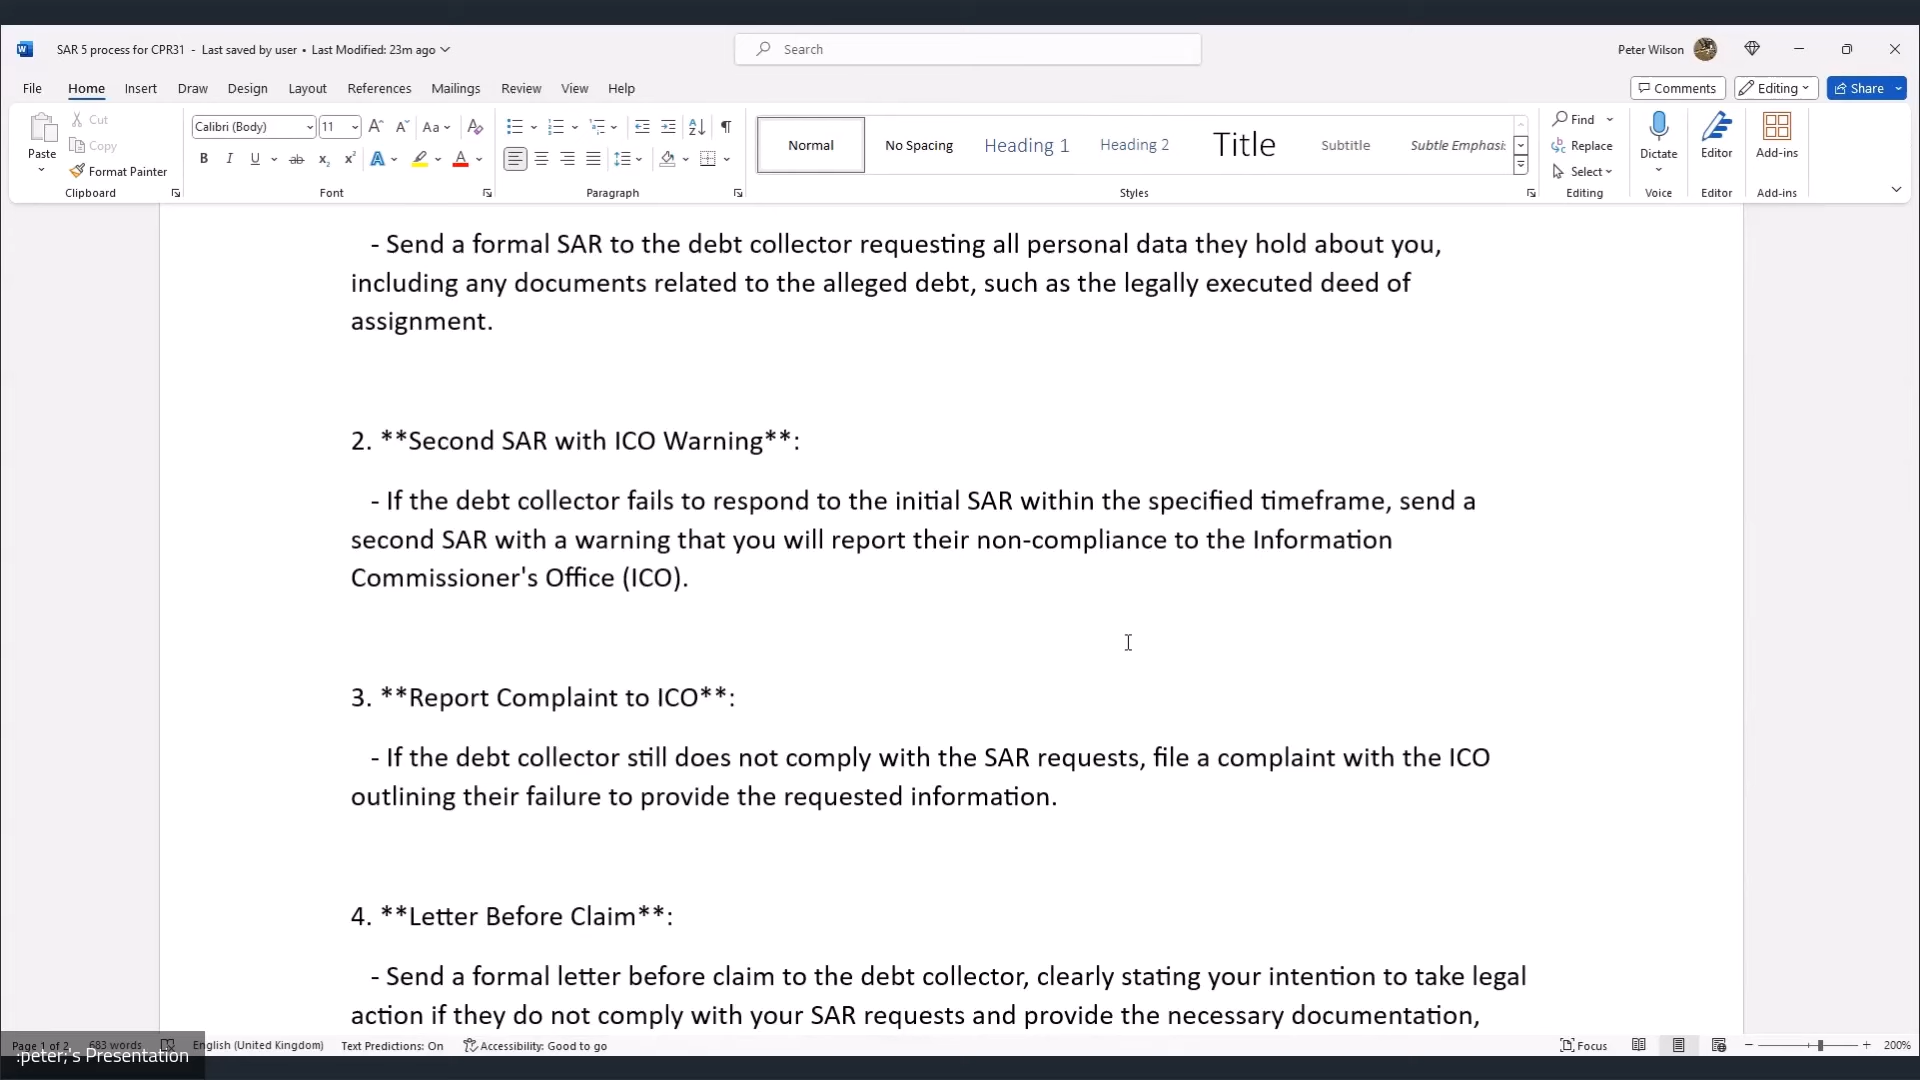 SAR 5 process for CPR31 - Last saved by user • Last Modified: 23m ago
Search
Peter Wilson
File Home Insert Draw Design Layout References Mailings Review View Help
Comments Editing Share
Paste
Cut
Copy
Format Painter
Clipboard
Calibri (Body) 11
Font
Paragraph
Normal No Spacing Heading 1 Heading 2 Title Subtitle Subtle Emphasi
Styles
Find
Replace
Select
Editing
Dictate
Voice
Editor
Editor
Add-ins
Add-ins
- Send a formal SAR to the debt collector requesting all personal data they hold about you,
including any documents related to the alleged debt, such as the legally executed deed of
assignment.
2. **Second SAR with ICO Warning**:
- If the debt collector fails to respond to the initial SAR within the specified timeframe, send a
second SAR with a warning that you will report their non-compliance to the Information
Commissioner's Office (ICO).
3. **Report Complaint to ICO**:
- If the debt collector still does not comply with the SAR requests, file a complaint with the ICO
outlining their failure to provide the requested information.
4. **Letter Before Claim**:
- Send a formal letter before claim to the debt collector, clearly stating your intention to take legal
action if they do not comply with your SAR requests and provide the necessary documentation,
Page 1 of 2 683 words English (United Kingdom) Text Predictions: On Accessibility: Good to go
Focus 200%
:peter;'s Presentation